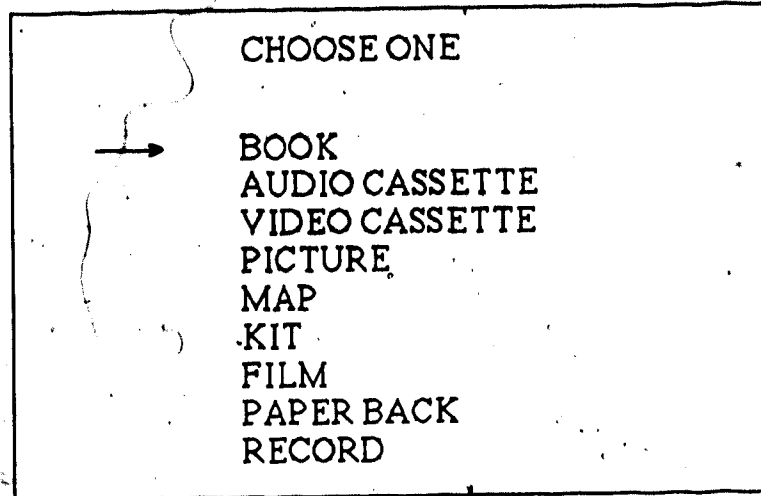 CHOOSE ONE
BOOK
AUDIO CASSETTE
VIDEO CASSETTE
PICTURE
MAP
KIT
FILM
PAPER BACK
RECORD